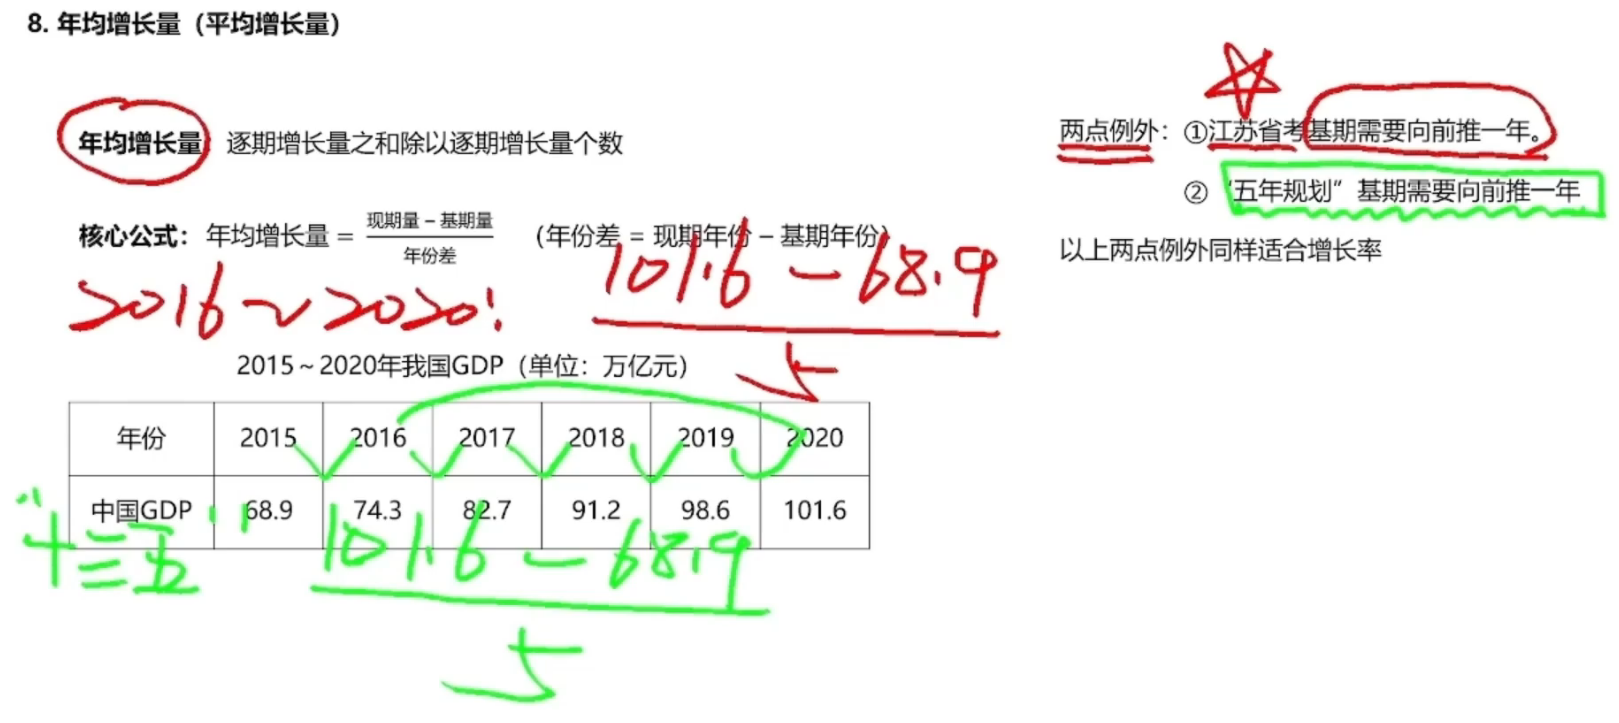 8. 年均增长量（平均增长量）
年均增长量 逐期增长量之和除以逐期增长量个数
核心公式：年均增长量 = 现期量 − 基期量 / 年份差 （年份差 = 现期年份 − 基期年份）
2016~2020!
101.6 − 68.9
5
2015～2020年我国GDP（单位：万亿元）
年份 2015 2016 2017 2018 2019 2020
中国GDP 68.9 74.3 82.7 91.2 98.6 101.6
"十三五"
101.6 − 68.9
5
两点例外：①江苏省考基期需要向前推一年。
② “五年规划”基期需要向前推一年
以上两点例外同样适合增长率